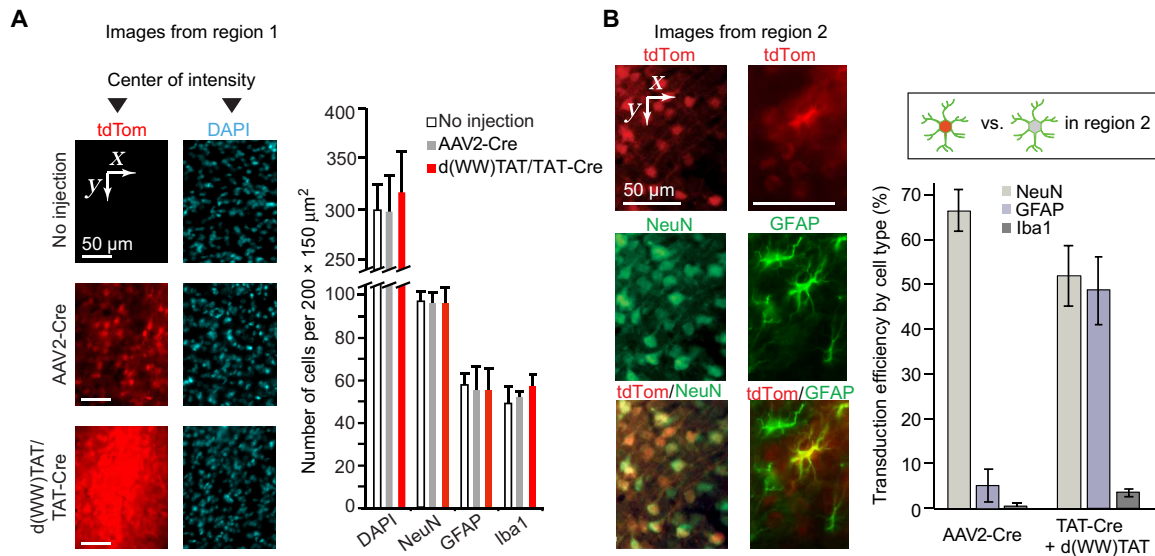 A
Images from region 1
Center of intensity
tdTom
DAPI
No injection
x
y
50 µm
AAV2-Cre
d(WW)TAT/
TAT-Cre
Number of cells per 200 × 150 µm2
400
350
300
250
100
80
60
40
20
0
No injection
AAV2-Cre
d(WW)TAT/TAT-Cre
DAPI
NeuN
GFAP
Iba1
B
Images from region 2
tdTom
tdTom
x
y
50 µm
NeuN
GFAP
tdTom/NeuN
tdTom/GFAP
vs.
in region 2
Transduction efficiency by cell type (%)
70
60
50
40
30
20
10
0
NeuN
GFAP
Iba1
AAV2-Cre
TAT-Cre
+ d(WW)TAT